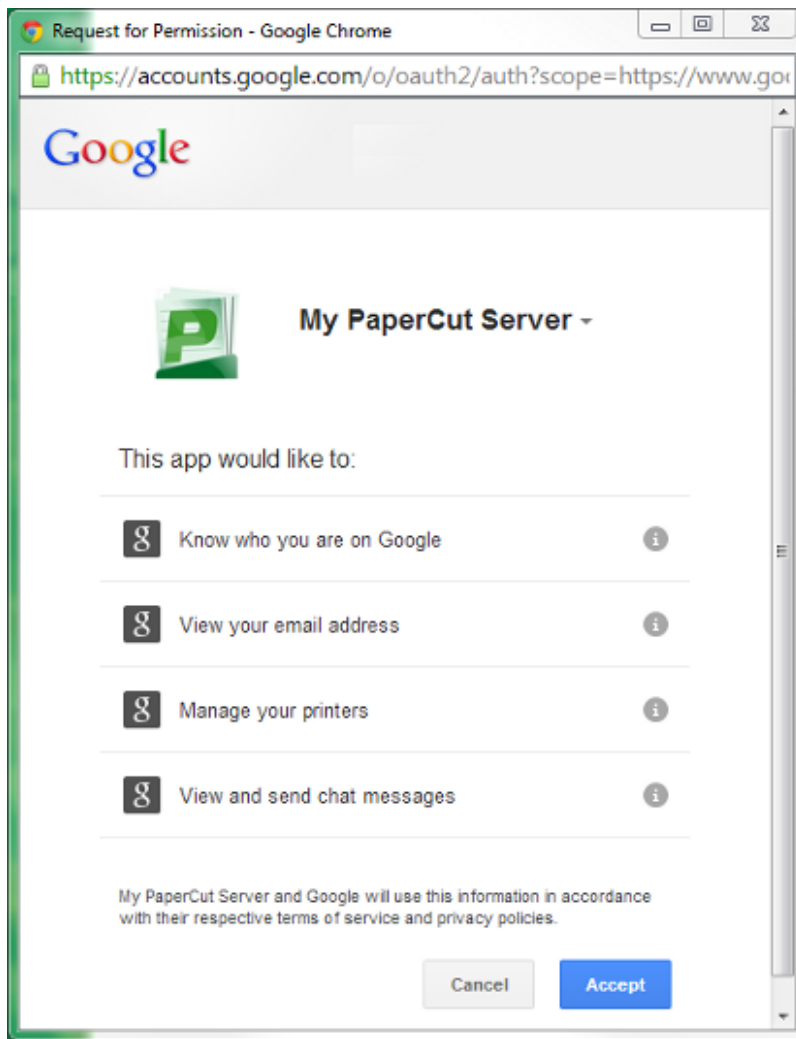 Request for Permission - Google Chrome
https://accounts.google.com/o/oauth2/auth?scope=https://www.goo
Google
P
My PaperCut Server
This app would like to:
g Know who you are on Google i
g View your email address i
g Manage your printers i
g View and send chat messages i
My PaperCut Server and Google will use this information in accordance
with their respective terms of service and privacy policies.
Cancel Accept